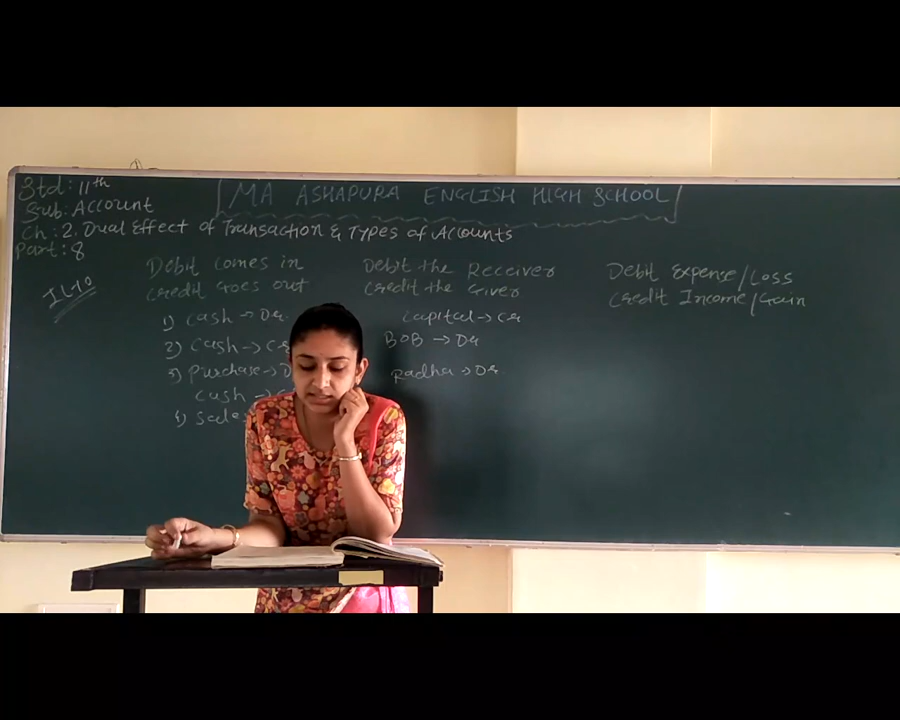 Std: 11th
MA ASHAPURA ENGLISH HIGH SCHOOL
Sub: Account
Ch: 2. Dual Effect of Transaction & Types of Accounts
Part: 8
Debit comes in
Credit Goes out
Debit the Receiver
Credit the Giver
Debit Expense/Loss
Credit Income/Gain
1) Cash → Dr.
Capital → Cr
2) Cash → Cr
BOB → Dr
3) Purchase → D
Radha → Dr.
Cash →
4) Sale